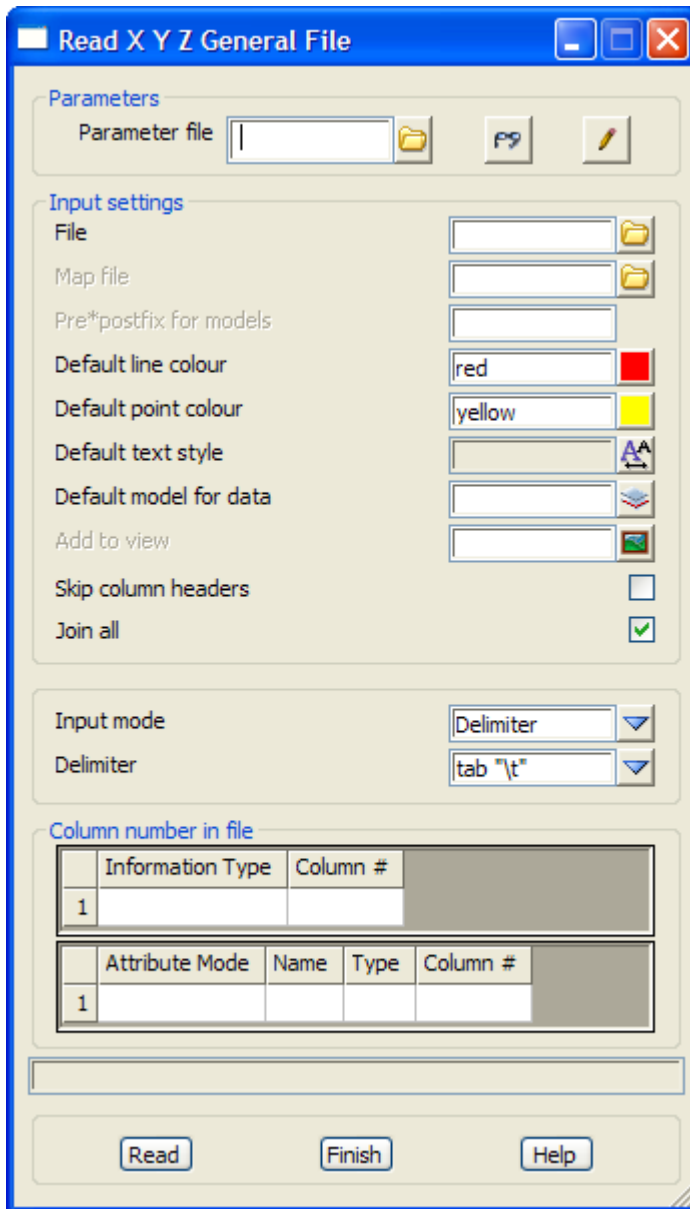 Read X Y Z General File
Parameters
Parameter file
Input settings
File
Map file
Pre*postfix for models
Default line colour red
Default point colour yellow
Default text style
Default model for data
Add to view
Skip column headers
Join all
Input mode Delimiter
Delimiter tab "\t"
Column number in file
Information Type Column #
1
Attribute Mode Name Type Column #
1
Read Finish Help